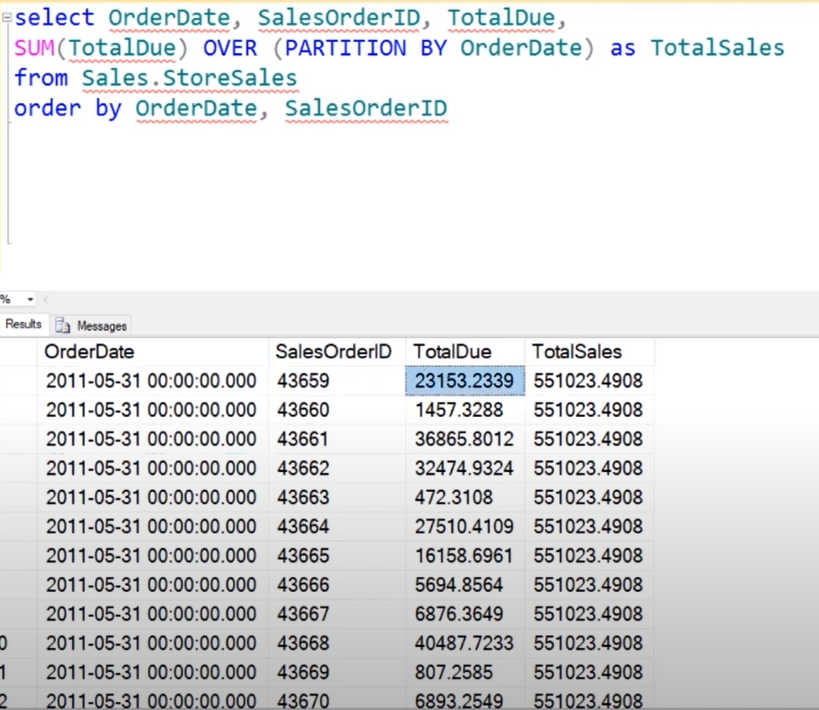 select OrderDate, SalesOrderID, TotalDue,
SUM(TotalDue) OVER (PARTITION BY OrderDate) as TotalSales
from Sales.StoreSales
order by OrderDate, SalesOrderID
%
Results Messages
OrderDate SalesOrderID TotalDue TotalSales
2011-05-31 00:00:00.000 43659 23153.2339 551023.4908
2011-05-31 00:00:00.000 43660 1457.3288 551023.4908
2011-05-31 00:00:00.000 43661 36865.8012 551023.4908
2011-05-31 00:00:00.000 43662 32474.9324 551023.4908
2011-05-31 00:00:00.000 43663 472.3108 551023.4908
2011-05-31 00:00:00.000 43664 27510.4109 551023.4908
2011-05-31 00:00:00.000 43665 16158.6961 551023.4908
2011-05-31 00:00:00.000 43666 5694.8564 551023.4908
2011-05-31 00:00:00.000 43667 6876.3649 551023.4908
0 2011-05-31 00:00:00.000 43668 40487.7233 551023.4908
1 2011-05-31 00:00:00.000 43669 807.2585 551023.4908
2 2011-05-31 00:00:00.000 43670 6893.2549 551023.4908